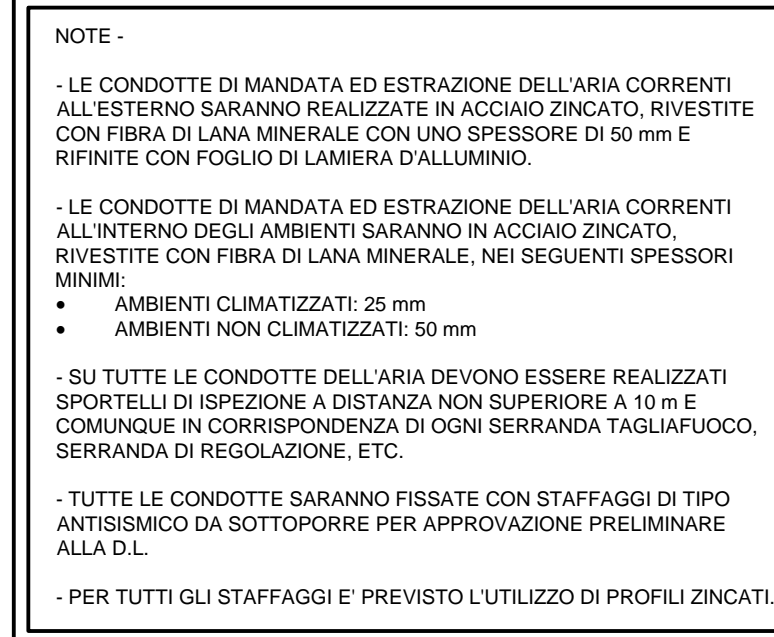 NOTE -
- LE CONDOTTE DI MANDATA ED ESTRAZIONE DELL'ARIA CORRENTI
ALL'ESTERNO SARANNO REALIZZATE IN ACCIAIO ZINCATO, RIVESTITE
CON FIBRA DI LANA MINERALE CON UNO SPESSORE DI 50 mm E
RIFINITE CON FOGLIO DI LAMIERA D'ALLUMINIO.
- LE CONDOTTE DI MANDATA ED ESTRAZIONE DELL'ARIA CORRENTI
ALL'INTERNO DEGLI AMBIENTI SARANNO IN ACCIAIO ZINCATO,
RIVESTITE CON FIBRA DI LANA MINERALE, NEI SEGUENTI SPESSORI
MINIMI:
• AMBIENTI CLIMATIZZATI: 25 mm
• AMBIENTI NON CLIMATIZZATI: 50 mm
- SU TUTTE LE CONDOTTE DELL'ARIA DEVONO ESSERE REALIZZATI
SPORTELLI DI ISPEZIONE A DISTANZA NON SUPERIORE A 10 m E
COMUNQUE IN CORRISPONDENZA DI OGNI SERRANDA TAGLIAFUOCO,
SERRANDA DI REGOLAZIONE, ETC.
- TUTTE LE CONDOTTE SARANNO FISSATE CON STAFFAGGI DI TIPO
ANTISISMICO DA SOTTOPORRE PER APPROVAZIONE PRELIMINARE
ALLA D.L.
- PER TUTTI GLI STAFFAGGI E' PREVISTO L'UTILIZZO DI PROFILI ZINCATI.